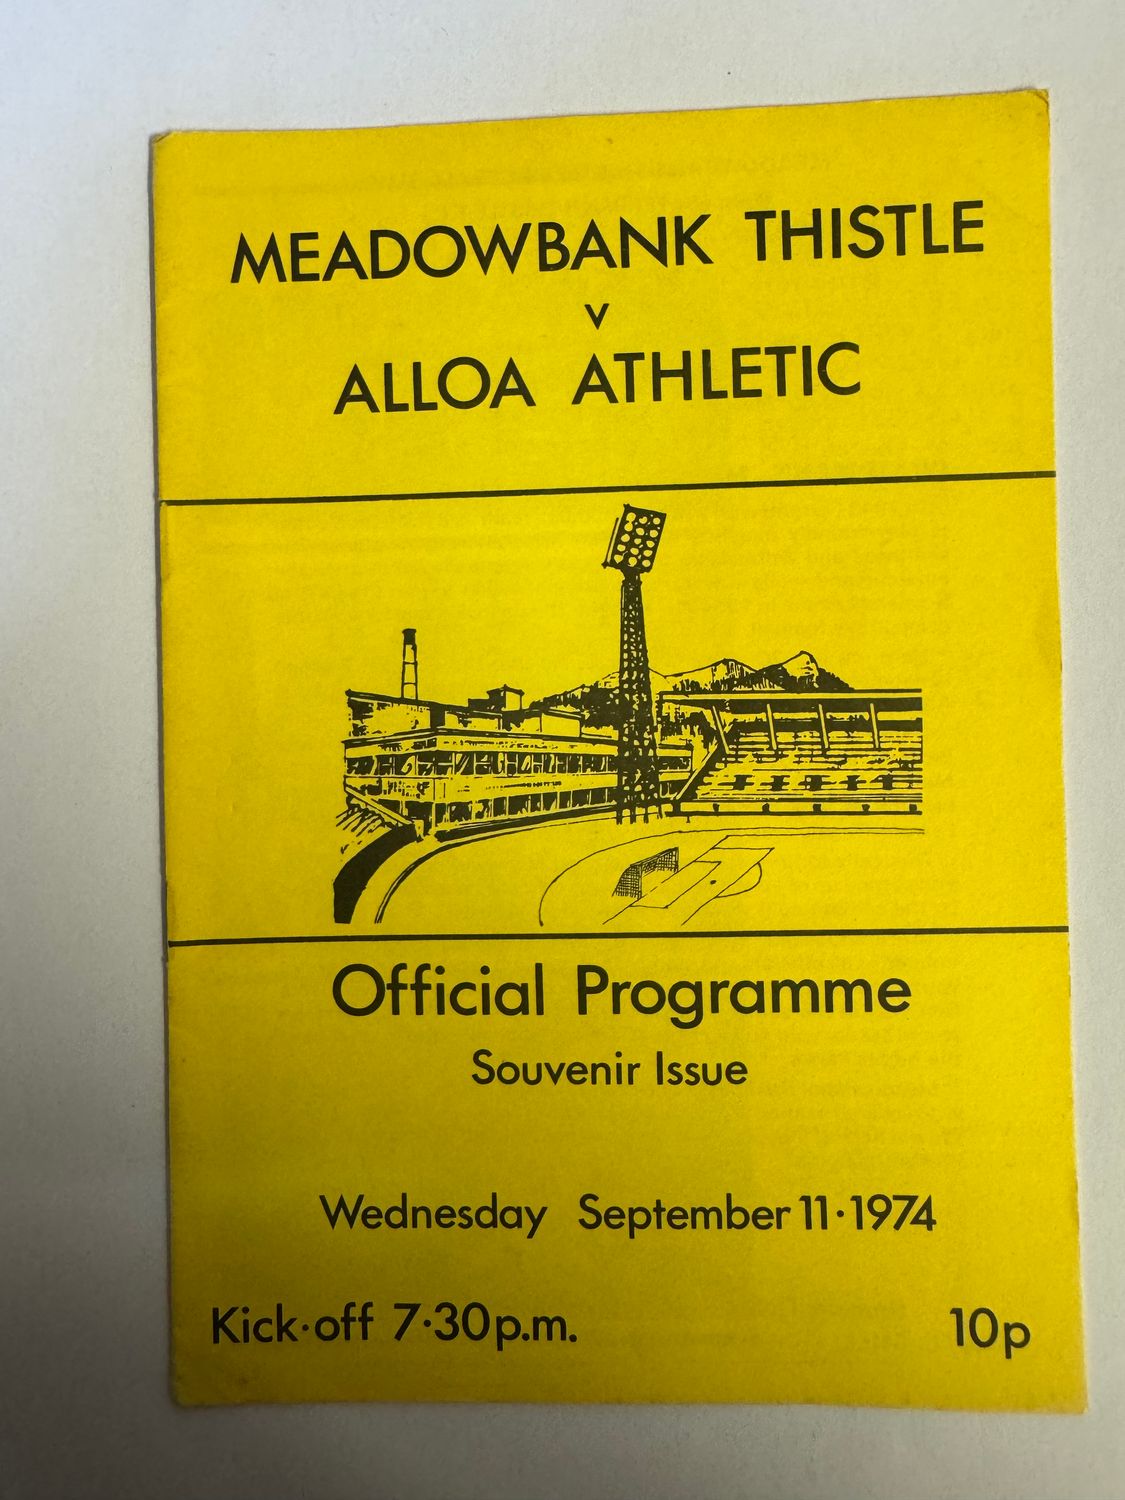 MEADOWBANK THISTLE
v
ALLOA ATHLETIC
Official Programme
Souvenir Issue
Wednesday September 11·1974
Kick·off 7·30p.m.
10p